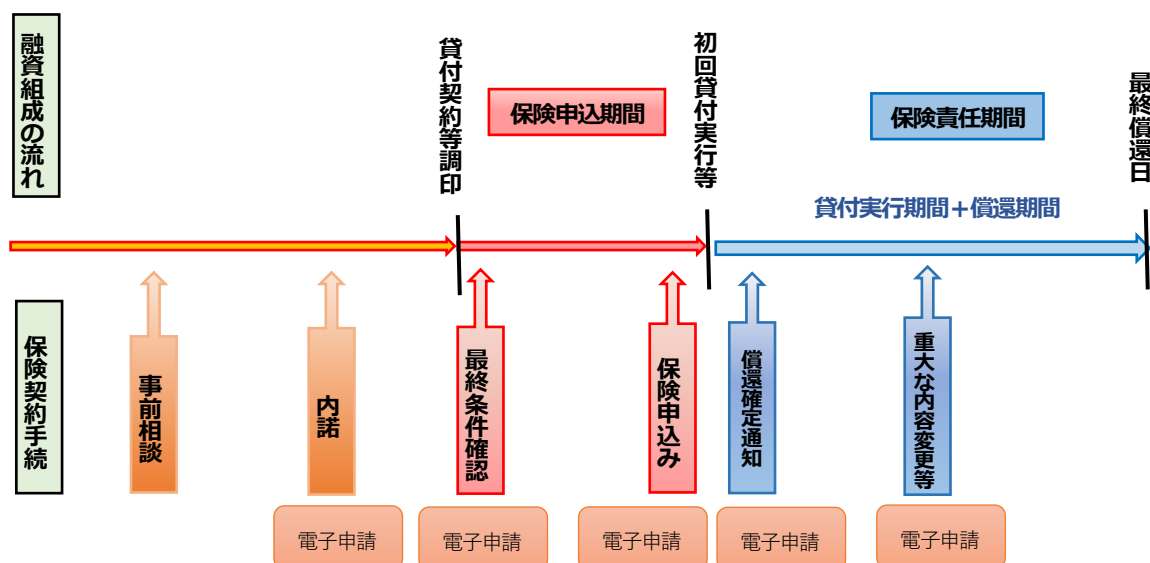 融資組成の流れ
貸付契約等調印
保険申込期間
初回貸付実行等
保険責任期間
最終償還日
貸付実行期間＋償還期間
保険契約手続
事前相談
内諾
最終条件確認
保険申込み
償還確定通知
重大な内容変更等
電子申請
電子申請
電子申請
電子申請
電子申請